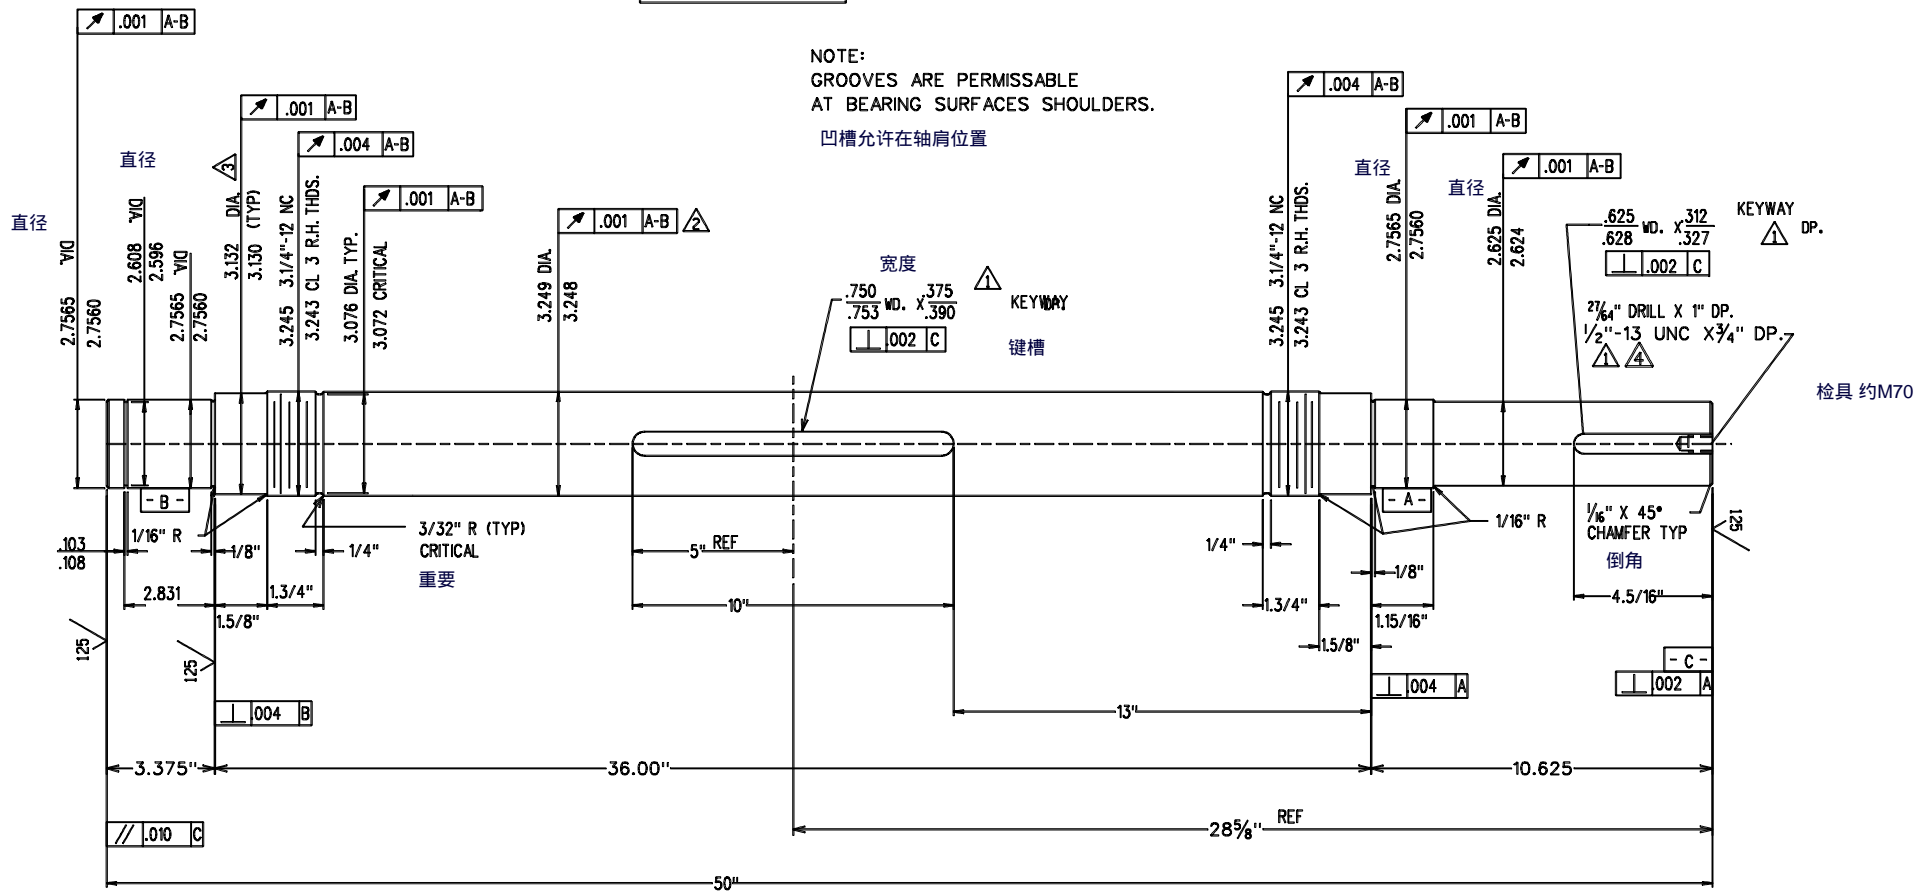 .001 A-B
NOTE:
GROOVES ARE PERMISSABLE
AT BEARING SURFACES SHOULDERS.
凹槽允许在轴肩位置
.001 A-B
.004 A-B
.001 A-B
.001 A-B 2
.004 A-B
.001 A-B
.001 A-B
直径
直径
直径
直径
DIA.
2.7565
2.7560
DIA.
2.608
2.596
DIA.
2.7565
2.7560
3
3.132 DIA.
3.130 (TYP)
3.245 3.1/4"-12 NC
3.243 CL 3 R.H. THDS.
3.076 DIA. TYP.
3.072 CRITICAL
3.249 DIA.
3.248
宽度
.750 WD. X .375 1 KEYWAY
.753 .390
.002 C
键槽
3.245 3.1/4"-12 NC
3.243 CL 3 R.H. THDS.
2.7565 DIA.
2.7560
2.625 DIA.
2.624
.625 WD. X .312 KEYWAY
.628 .327 1 DP.
.002 C
27/64" DRILL X 1" DP.
1/2"-13 UNC X 3/4" DP.
1 4
检具 约M70
- B -
- A -
1/16" R
3/32" R (TYP)
CRITICAL
重要
1/16" R
1/16" X 45°
CHAMFER TYP
倒角
125
.103
.108
1/8"
1/4"
5" REF
1/4"
1/8"
2.831
1.3/4"
10"
1.3/4"
4.5/16"
1.5/8"
1.15/16"
1.5/8"
125
125
- C -
.002 A
.004 A
.004 B
13"
3.375"
36.00"
10.625
.010 C
28⅝" REF
50"